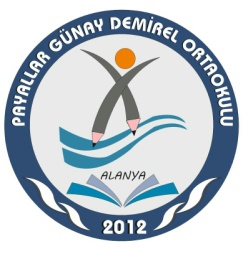 PAYALLAR GÜNAY DEMİREL ORTAOKULU
ALANYA
2012